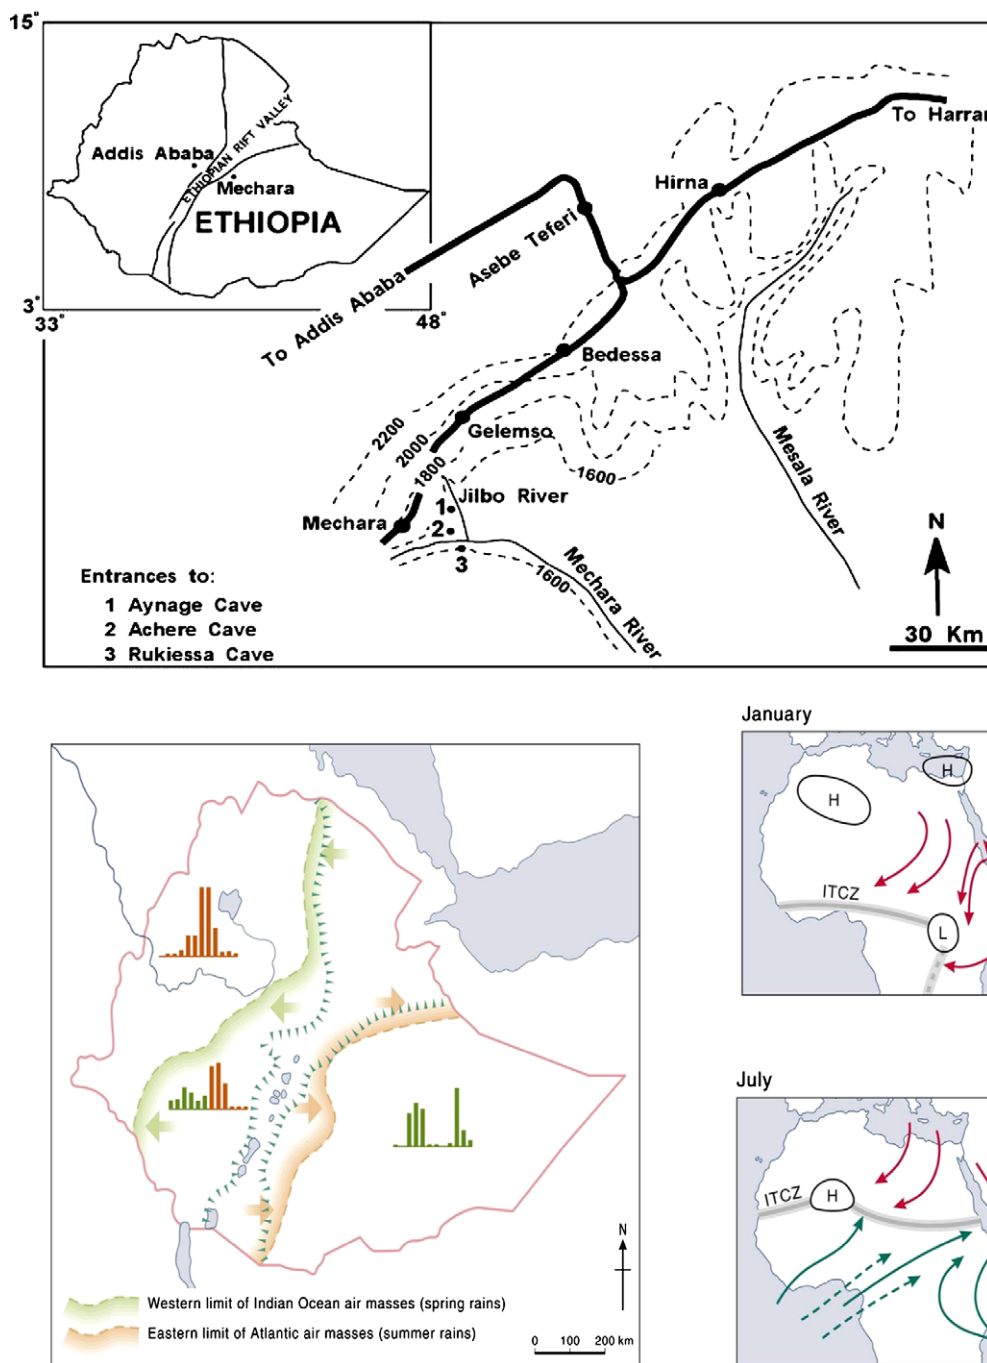 15°
3°
33°
48°
Addis Ababa
ETHIOPIAN RIFT VALLEY
Mechara
ETHIOPIA
To Harrar
Hirna
Asebe Teferi
To Addis Ababa
Bedessa
2200
2000
1800
Gelemso
1600
Jilbo River
Mesala River
Mechara
1
2
3
Mechara River
1600
N
30 Km
Entrances to:
1 Aynage Cave
2 Achere Cave
3 Rukiessa Cave
January
H
H
ITCZ
L
July
ITCZ
H
N
Western limit of Indian Ocean air masses (spring rains)
Eastern limit of Atlantic air masses (summer rains)
0 100 200 km